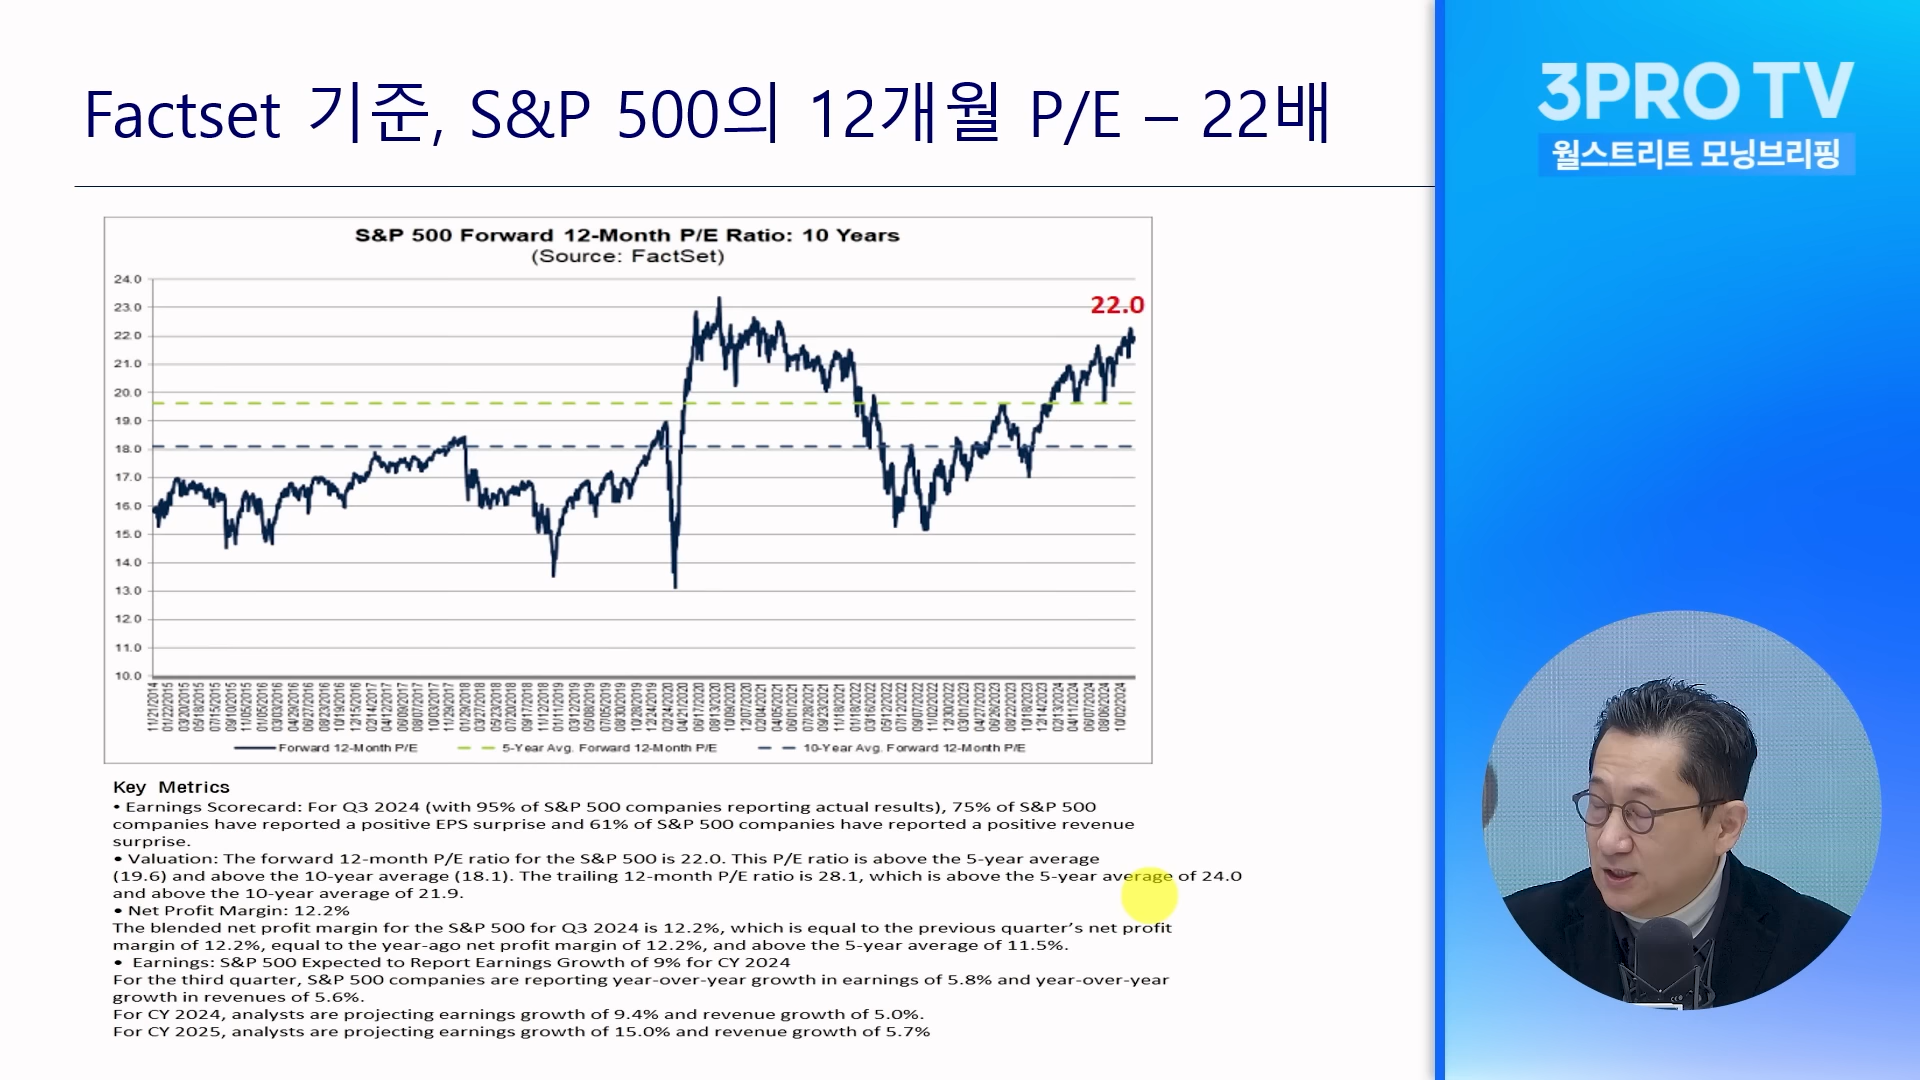 Factset 기준, S&P 500의 12개월 P/E – 22배
3PRO TV
월스트리트 모닝브리핑
S&P 500 Forward 12-Month P/E Ratio: 10 Years
(Source: FactSet)
24.0
23.0
22.0
21.0
20.0
19.0
18.0
17.0
16.0
15.0
14.0
13.0
12.0
11.0
10.0
22.0
Forward 12-Month P/E
5-Year Avg. Forward 12-Month P/E
10-Year Avg. Forward 12-Month P/E
Key Metrics
• Earnings Scorecard: For Q3 2024 (with 95% of S&P 500 companies reporting actual results), 75% of S&P 500
companies have reported a positive EPS surprise and 61% of S&P 500 companies have reported a positive revenue
surprise.
• Valuation: The forward 12-month P/E ratio for the S&P 500 is 22.0. This P/E ratio is above the 5-year average
(19.6) and above the 10-year average (18.1). The trailing 12-month P/E ratio is 28.1, which is above the 5-year average of 24.0
and above the 10-year average of 21.9.
• Net Profit Margin: 12.2%
The blended net profit margin for the S&P 500 for Q3 2024 is 12.2%, which is equal to the previous quarter's net profit
margin of 12.2%, equal to the year-ago net profit margin of 12.2%, and above the 5-year average of 11.5%.
• Earnings: S&P 500 Expected to Report Earnings Growth of 9% for CY 2024
For the third quarter, S&P 500 companies are reporting year-over-year growth in earnings of 5.8% and year-over-year
growth in revenues of 5.6%.
For CY 2024, analysts are projecting earnings growth of 9.4% and revenue growth of 5.0%.
For CY 2025, analysts are projecting earnings growth of 15.0% and revenue growth of 5.7%